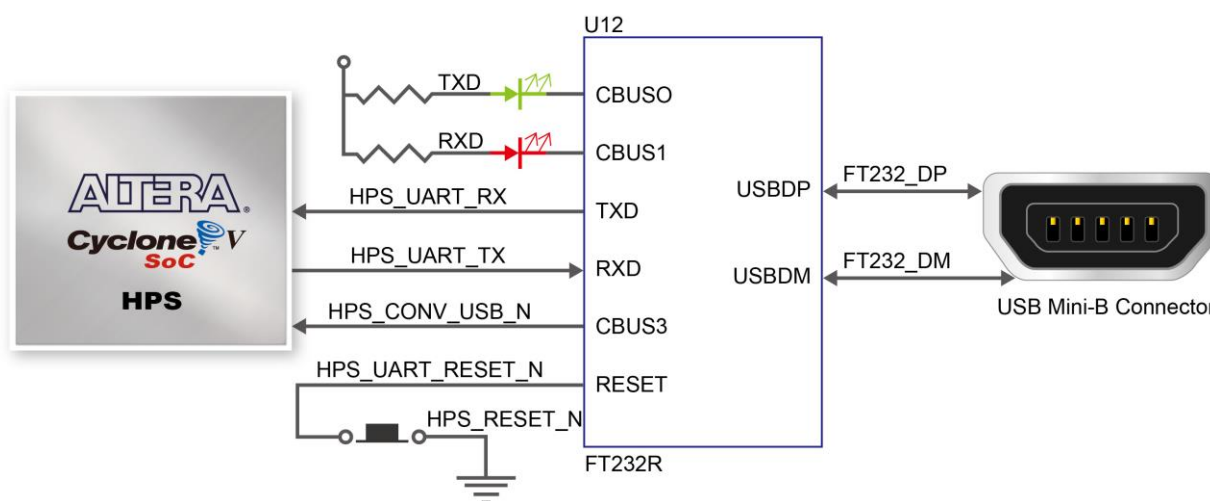 U12
TXD
CBUSO
RXD
CBUS1
ALTERA®
Cyclone V
™
SoC
HPS
HPS_UART_RX
TXD
HPS_UART_TX
RXD
HPS_CONV_USB_N
CBUS3
HPS_UART_RESET_N
RESET
HPS_RESET_N
FT232R
USBDP
FT232_DP
USBDM
FT232_DM
USB Mini-B Connector